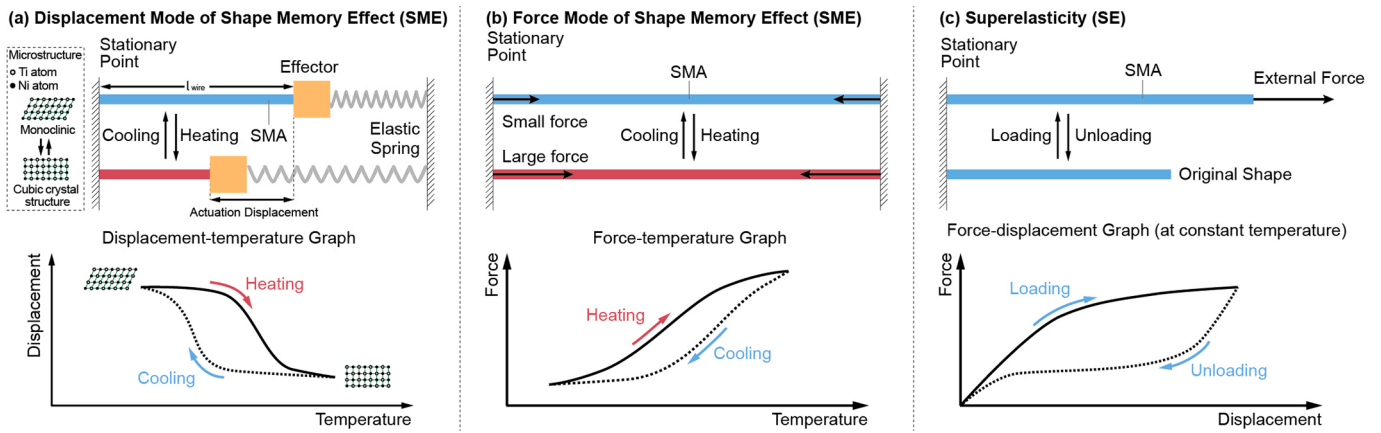 (a) Displacement Mode of Shape Memory Effect (SME)
Microstructure
Ti atom
Ni atom
Monoclinic
Cubic crystal
structure
Stationary
Point
l wire
Effector
Cooling
Heating
SMA
Elastic
Spring
Actuation Displacement
Displacement-temperature Graph
Displacement
Heating
Cooling
Temperature
(b) Force Mode of Shape Memory Effect (SME)
Stationary
Point
SMA
Small force
Cooling
Heating
Large force
Force-temperature Graph
Force
Heating
Cooling
Temperature
(c) Superelasticity (SE)
Stationary
Point
SMA
External Force
Loading
Unloading
Original Shape
Force-displacement Graph (at constant temperature)
Force
Loading
Unloading
Displacement